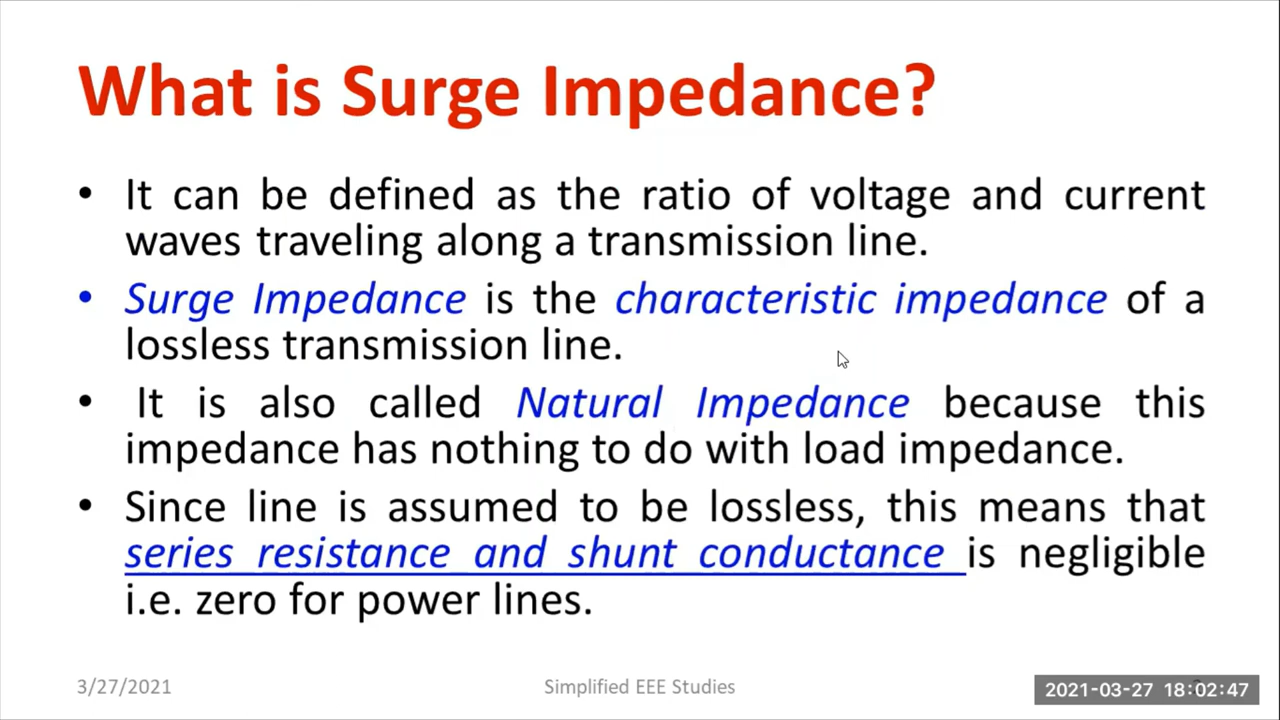 What is Surge Impedance?
• It can be defined as the ratio of voltage and current
waves traveling along a transmission line.
• Surge Impedance is the characteristic impedance of a
lossless transmission line.
• It is also called Natural Impedance because this
impedance has nothing to do with load impedance.
• Since line is assumed to be lossless, this means that
series resistance and shunt conductance is negligible
i.e. zero for power lines.
3/27/2021
Simplified EEE Studies
2021-03-27 18:02:47